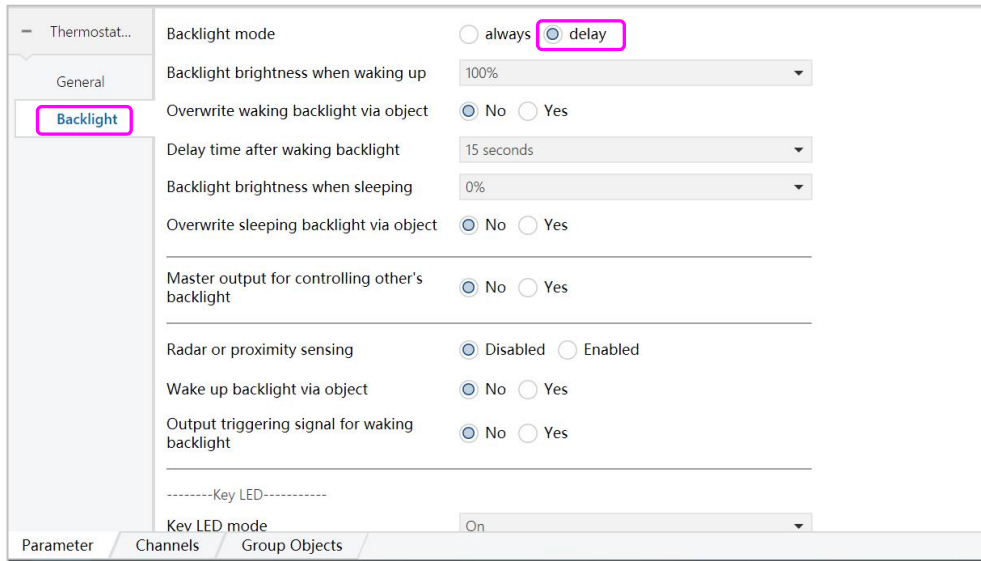 Thermostat...
General
Backlight
Backlight mode always delay
Backlight brightness when waking up 100%
Overwrite waking backlight via object No Yes
Delay time after waking backlight 15 seconds
Backlight brightness when sleeping 0%
Overwrite sleeping backlight via object No Yes
Master output for controlling other's
backlight No Yes
Radar or proximity sensing Disabled Enabled
Wake up backlight via object No Yes
Output triggering signal for waking
backlight No Yes
--------Key LED-----------
Key LED mode On
Parameter Channels Group Objects